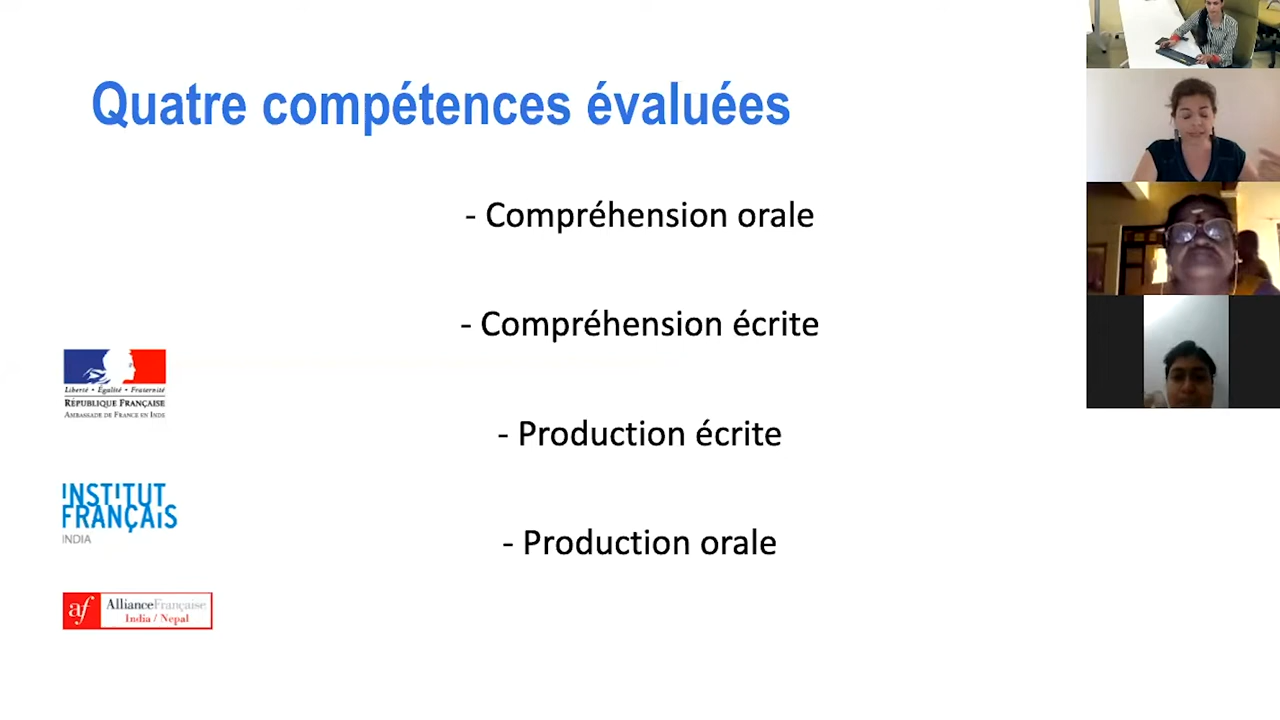 Quatre compétences évaluées
- Compréhension orale
- Compréhension écrite
- Production écrite
- Production orale
Liberté • Égalité • Fraternité
RÉPUBLIQUE FRANÇAISE
AMBASSADE DE FRANCE EN INDE
INSTITUT
FRANÇAIS
INDIA
af
AllianceFrançaise
India / Nepal